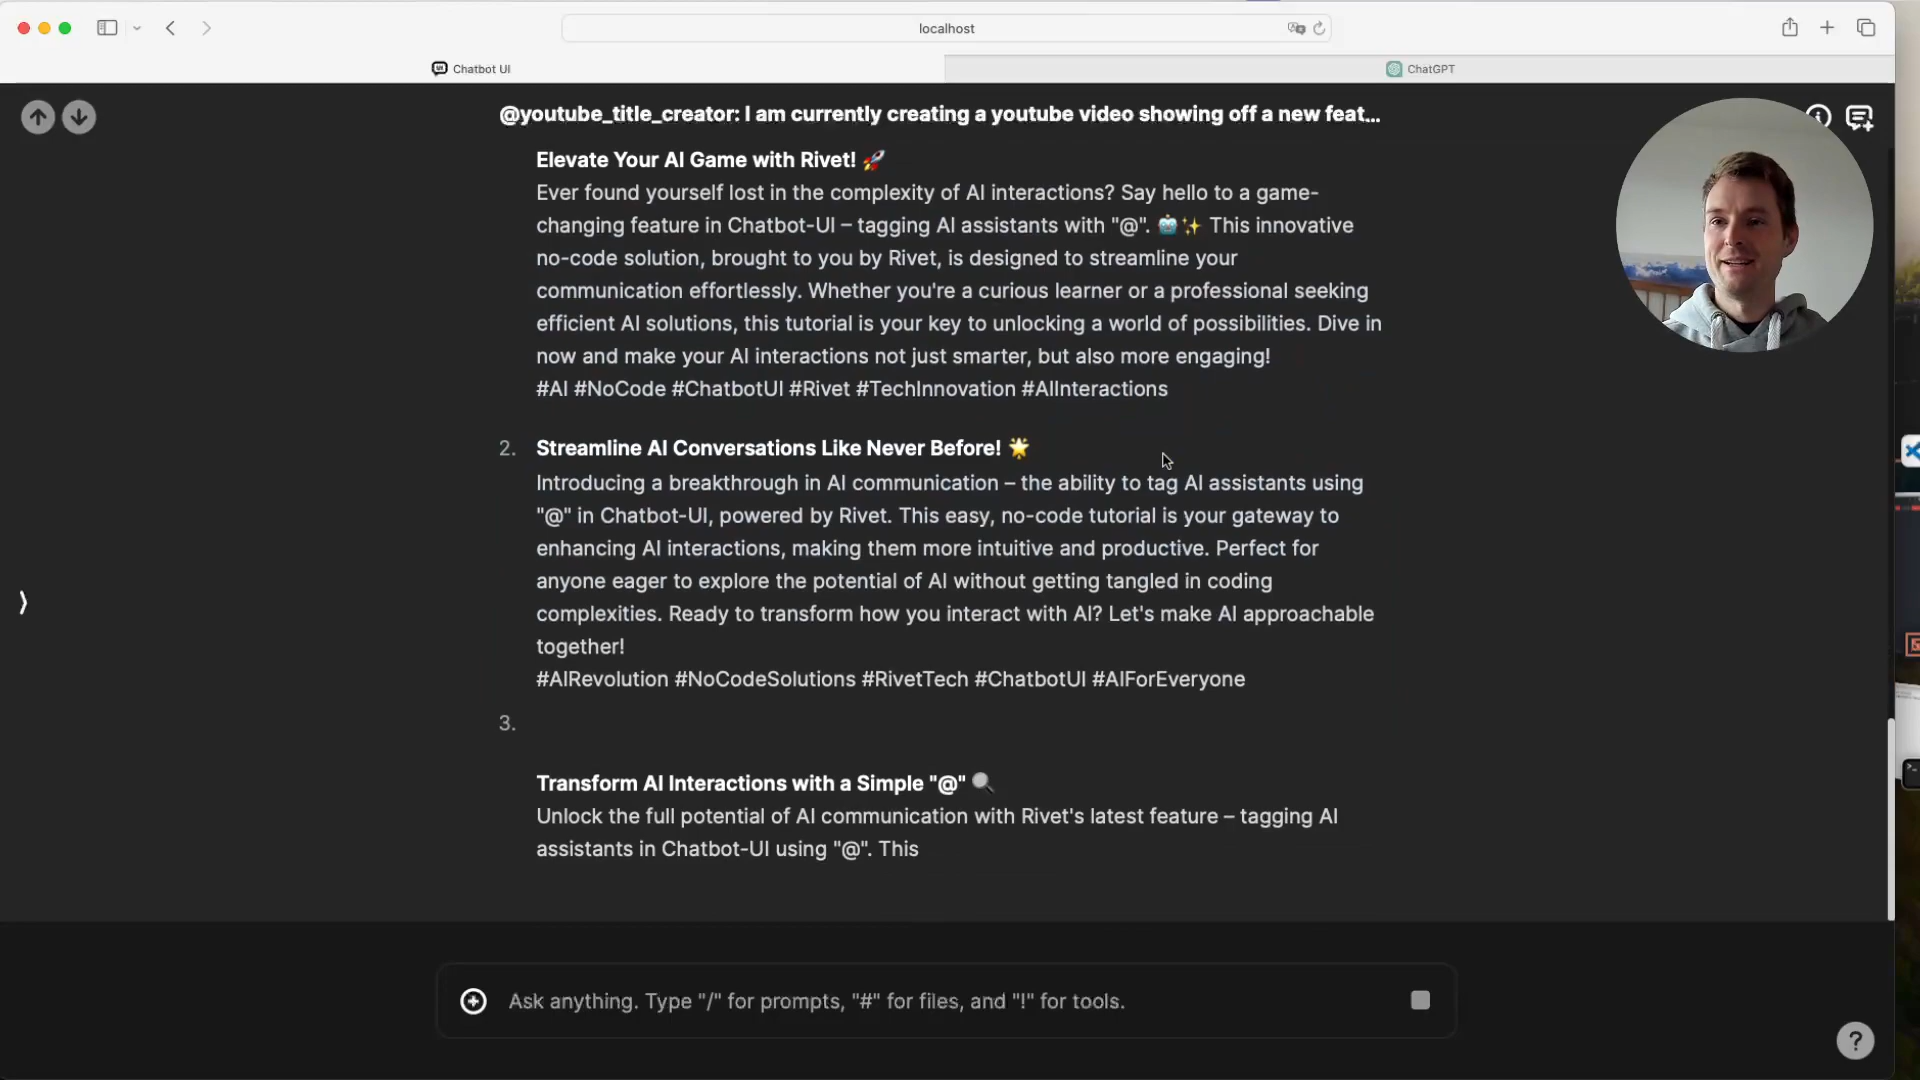 localhost
Chatbot UI
ChatGPT
@youtube_title_creator: I am currently creating a youtube video showing off a new feat...
Elevate Your AI Game with Rivet! 🚀
Ever found yourself lost in the complexity of AI interactions? Say hello to a game-
changing feature in Chatbot-UI – tagging AI assistants with "@". 🤖✨ This innovative
no-code solution, brought to you by Rivet, is designed to streamline your
communication effortlessly. Whether you're a curious learner or a professional seeking
efficient AI solutions, this tutorial is your key to unlocking a world of possibilities. Dive in
now and make your AI interactions not just smarter, but also more engaging!
#AI #NoCode #ChatbotUI #Rivet #TechInnovation #AIInteractions
2. Streamline AI Conversations Like Never Before! 🌟
Introducing a breakthrough in AI communication – the ability to tag AI assistants using
"@" in Chatbot-UI, powered by Rivet. This easy, no-code tutorial is your gateway to
enhancing AI interactions, making them more intuitive and productive. Perfect for
anyone eager to explore the potential of AI without getting tangled in coding
complexities. Ready to transform how you interact with AI? Let's make AI approachable
together!
#AIRevolution #NoCodeSolutions #RivetTech #ChatbotUI #AIForEveryone
3.
Transform AI Interactions with a Simple "@" 🔍
Unlock the full potential of AI communication with Rivet's latest feature – tagging AI
assistants in Chatbot-UI using "@". This
Ask anything. Type "/" for prompts, "#" for files, and "!" for tools.
?